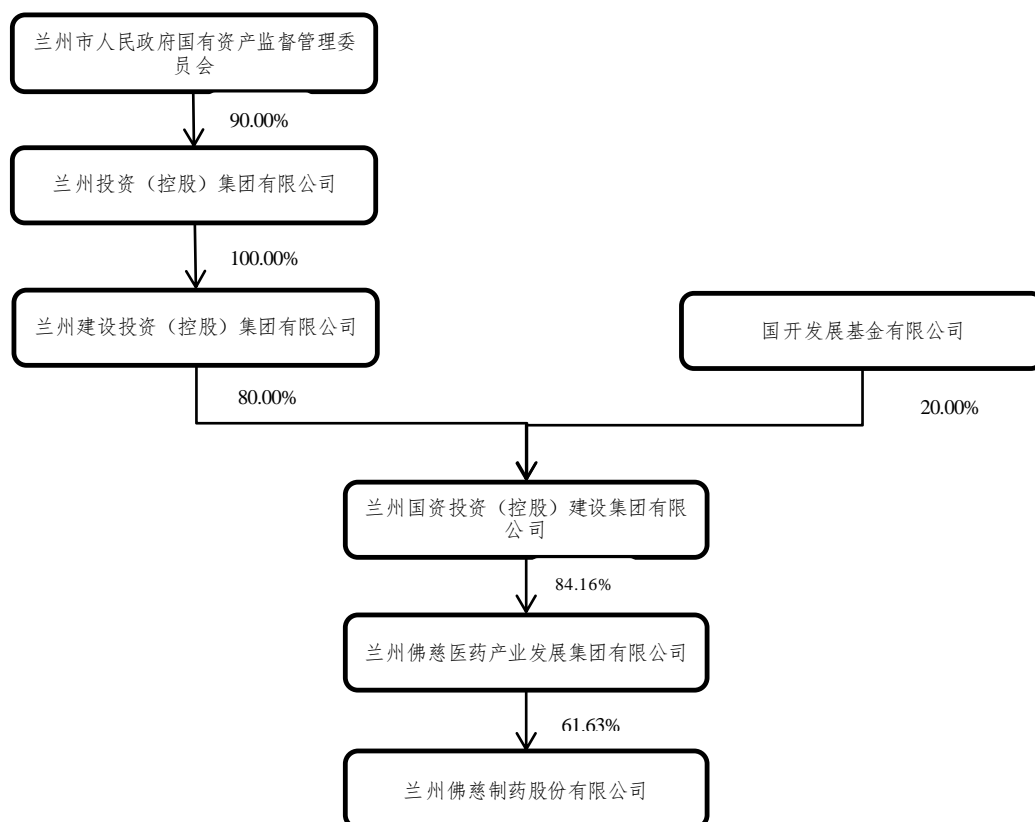 兰州市人民政府国有资产监督管理委
员会
90.00%
兰州投资（控股）集团有限公司
100.00%
兰州建设投资（控股）集团有限公司
国开发展基金有限公司
80.00%
20.00%
兰州国资投资（控股）建设集团有限
公司
84.16%
兰州佛慈医药产业发展集团有限公司
61.63%
兰州佛慈制药股份有限公司